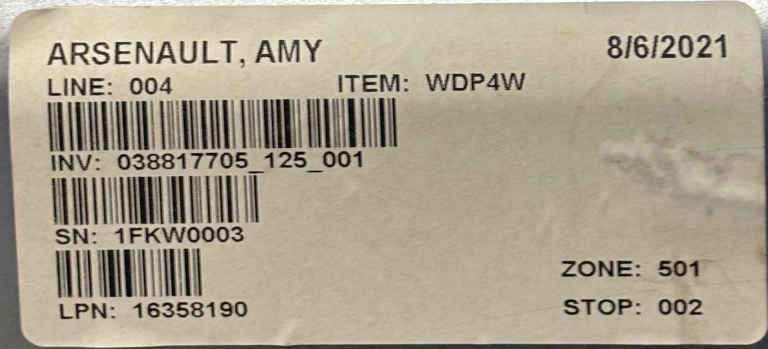 ARSENAULT, AMY 8/6/2021
LINE: 004 ITEM: WDP4W
INV: 038817705_125_001
SN: 1FKW0003
ZONE: 501
LPN: 16358190 STOP: 002